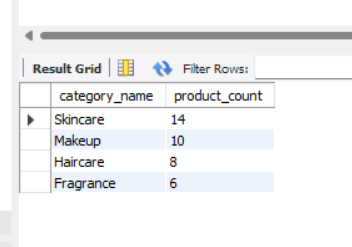 Result Grid Filter Rows:
category_name product_count
Skincare 14
Makeup 10
Haircare 8
Fragrance 6